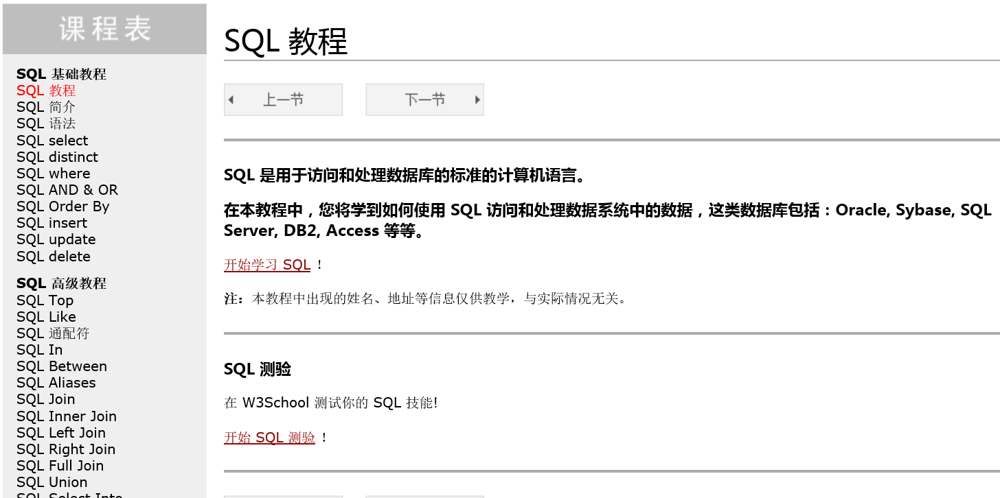 课程表
SQL 基础教程
SQL 教程
SQL 简介
SQL 语法
SQL select
SQL distinct
SQL where
SQL AND & OR
SQL Order By
SQL insert
SQL update
SQL delete
SQL 高级教程
SQL Top
SQL Like
SQL 通配符
SQL In
SQL Between
SQL Aliases
SQL Join
SQL Inner Join
SQL Left Join
SQL Right Join
SQL Full Join
SQL Union
SQL Select Into
SQL 教程
上一节
下一节
SQL 是用于访问和处理数据库的标准的计算机语言。
在本教程中，您将学到如何使用 SQL 访问和处理数据系统中的数据，这类数据库包括：Oracle, Sybase, SQL
Server, DB2, Access 等等。
开始学习 SQL ！
注：本教程中出现的姓名、地址等信息仅供教学，与实际情况无关。
SQL 测验
在 W3School 测试你的 SQL 技能!
开始 SQL 测验 ！